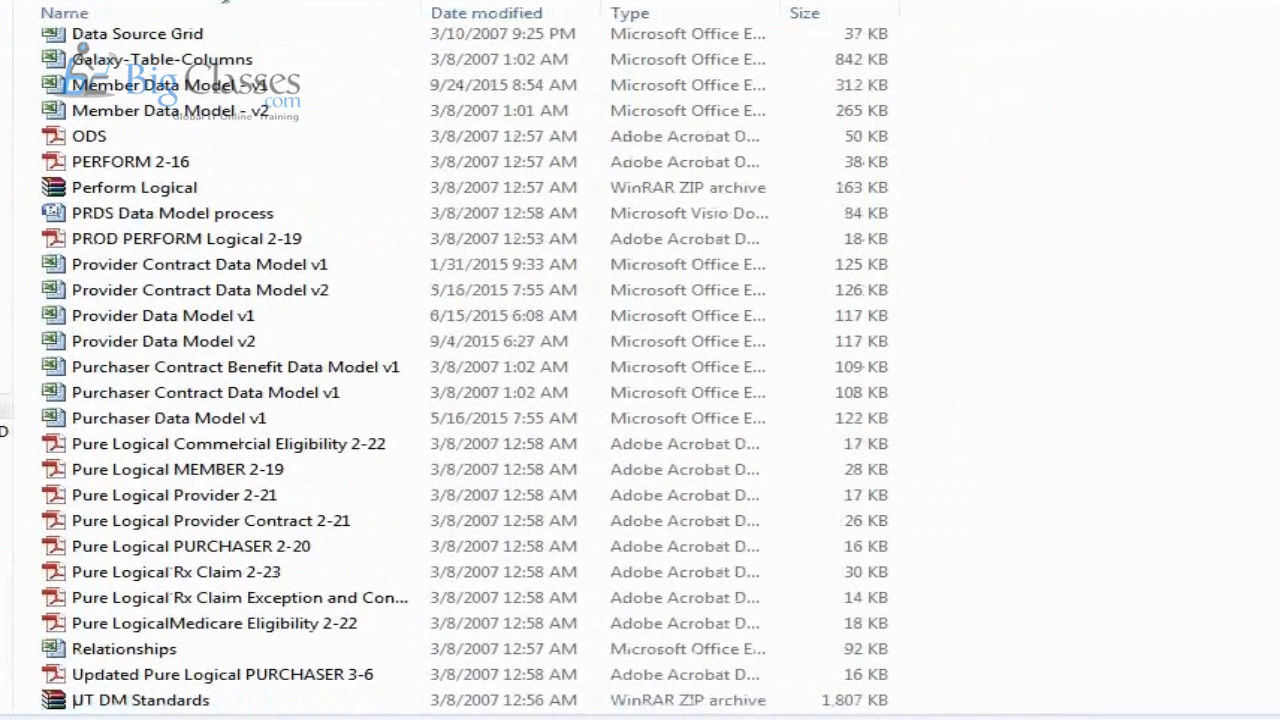 Name Date modified Type Size
Data Source Grid 3/10/2007 9:25 PM Microsoft Office E... 37 KB
Galaxy-Table-Columns 3/8/2007 1:02 AM Microsoft Office E... 842 KB
Member Data Model - v1 9/24/2015 8:54 AM Microsoft Office E... 312 KB
Big Classes
.com
Member Data Model - v2 3/8/2007 1:01 AM Microsoft Office E... 265 KB
Global IT Online Training
ODS 3/8/2007 12:57 AM Adobe Acrobat D... 50 KB
PERFORM 2-16 3/8/2007 12:57 AM Adobe Acrobat D... 38 KB
Perform Logical 3/8/2007 12:57 AM WinRAR ZIP archive 163 KB
PRDS Data Model process 3/8/2007 12:58 AM Microsoft Visio Do... 84 KB
PROD PERFORM Logical 2-19 3/8/2007 12:53 AM Adobe Acrobat D... 18 KB
Provider Contract Data Model v1 1/31/2015 9:33 AM Microsoft Office E... 125 KB
Provider Contract Data Model v2 5/16/2015 7:55 AM Microsoft Office E... 126 KB
Provider Data Model v1 6/15/2015 6:08 AM Microsoft Office E... 117 KB
Provider Data Model v2 9/4/2015 6:27 AM Microsoft Office E... 117 KB
Purchaser Contract Benefit Data Model v1 3/8/2007 1:02 AM Microsoft Office E... 109 KB
Purchaser Contract Data Model v1 3/8/2007 1:02 AM Microsoft Office E... 108 KB
Purchaser Data Model v1 5/16/2015 7:55 AM Microsoft Office E... 122 KB
D
Pure Logical Commercial Eligibility 2-22 3/8/2007 12:58 AM Adobe Acrobat D... 17 KB
Pure Logical MEMBER 2-19 3/8/2007 12:58 AM Adobe Acrobat D... 28 KB
Pure Logical Provider 2-21 3/8/2007 12:58 AM Adobe Acrobat D... 17 KB
Pure Logical Provider Contract 2-21 3/8/2007 12:58 AM Adobe Acrobat D... 26 KB
Pure Logical PURCHASER 2-20 3/8/2007 12:58 AM Adobe Acrobat D... 16 KB
Pure Logical Rx Claim 2-23 3/8/2007 12:58 AM Adobe Acrobat D... 30 KB
Pure Logical Rx Claim Exception and Con... 3/8/2007 12:58 AM Adobe Acrobat D... 14 KB
Pure LogicalMedicare Eligibility 2-22 3/8/2007 12:58 AM Adobe Acrobat D... 18 KB
Relationships 3/8/2007 12:57 AM Microsoft Office E... 92 KB
Updated Pure Logical PURCHASER 3-6 3/8/2007 12:58 AM Adobe Acrobat D... 16 KB
UT DM Standards 3/8/2007 12:56 AM WinRAR ZIP archive 1,807 KB